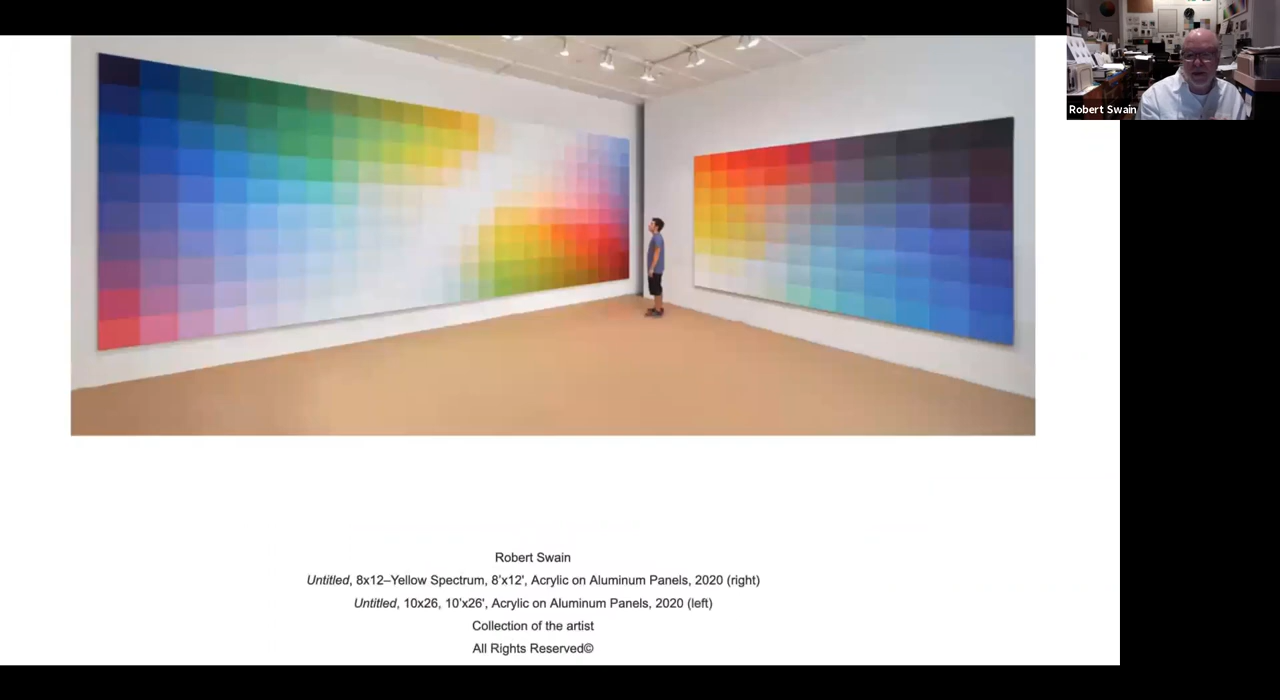 Robert Swain
Robert Swain
Untitled, 8x12–Yellow Spectrum, 8'x12', Acrylic on Aluminum Panels, 2020 (right)
Untitled, 10x26, 10'x26', Acrylic on Aluminum Panels, 2020 (left)
Collection of the artist
All Rights Reserved©